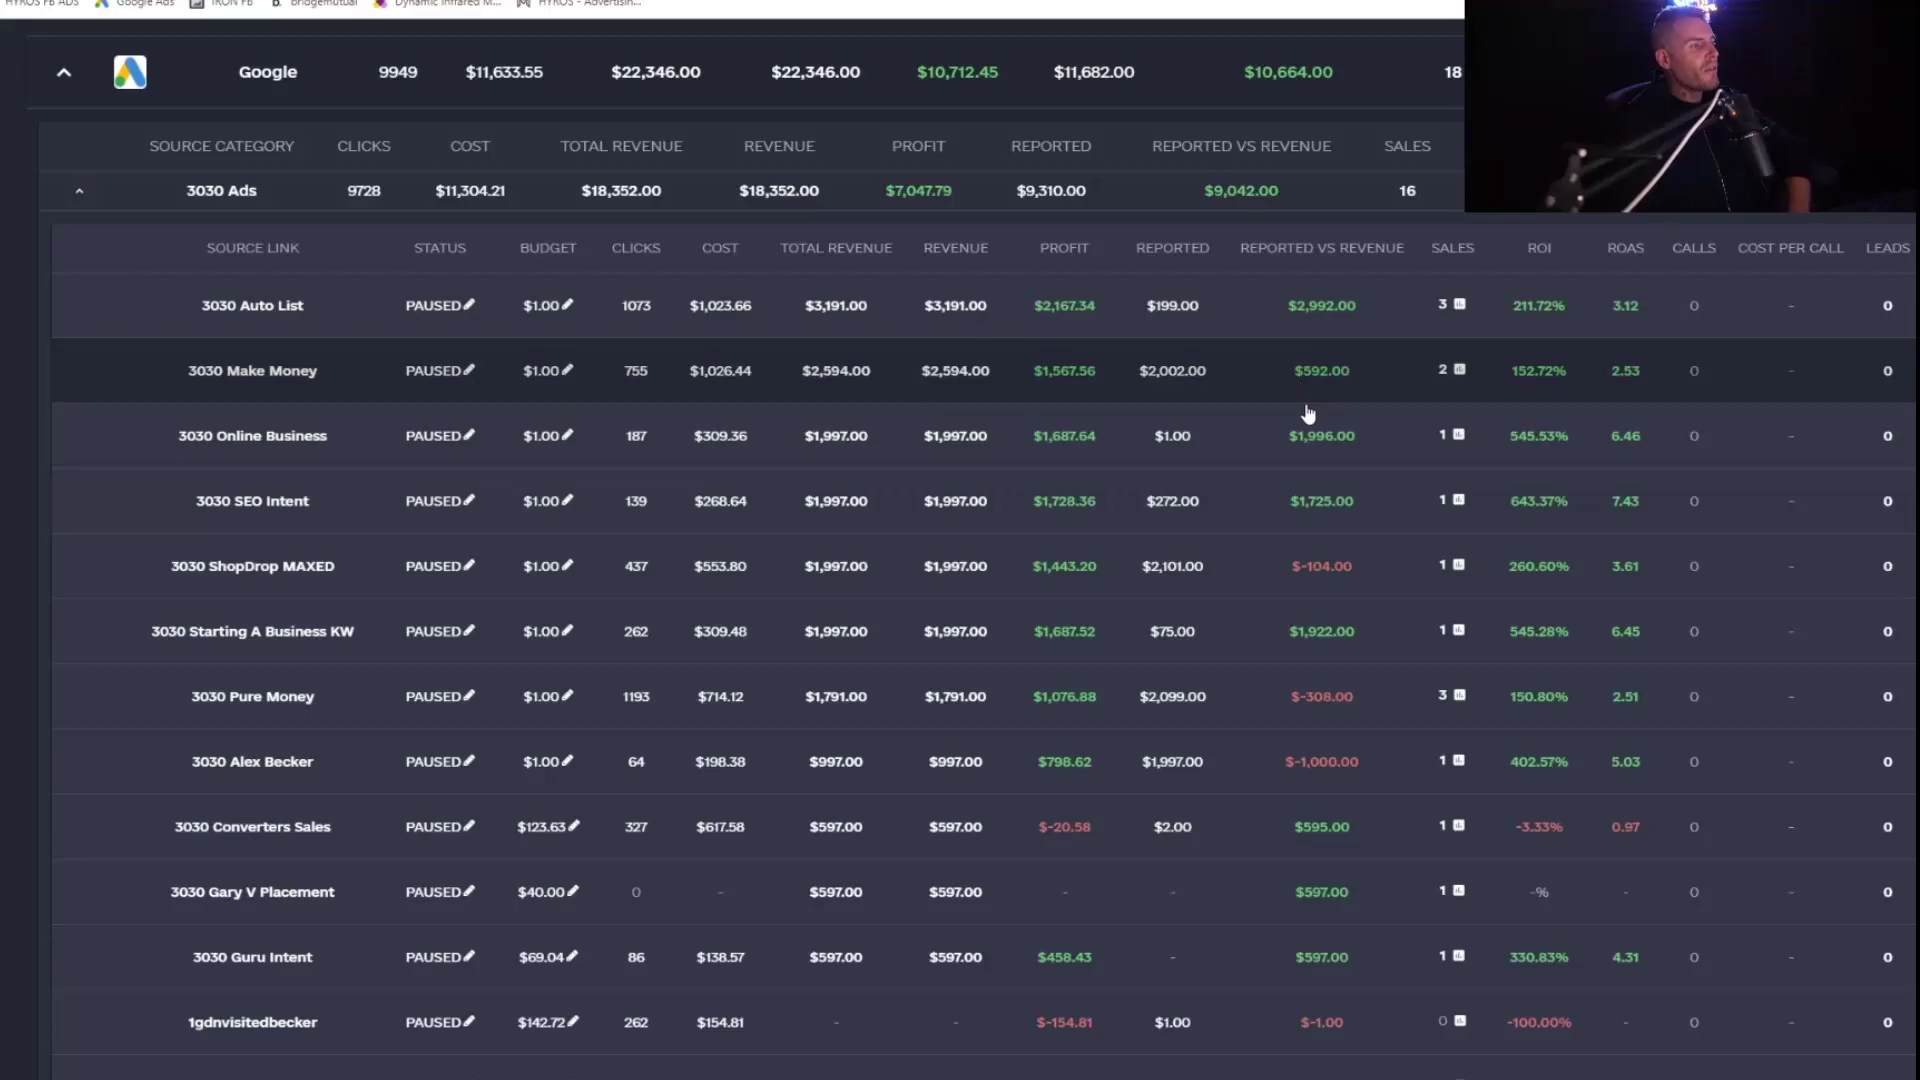 HYROS FB ADS Google Ads IRON FB b. Bridgemutual Dynamic Infrared M... HYROS - Advertisin...
Google 9949 $11,633.55 $22,346.00 $22,346.00 $10,712.45 $11,682.00 $10,664.00 18
SOURCE CATEGORY CLICKS COST TOTAL REVENUE REVENUE PROFIT REPORTED REPORTED VS REVENUE SALES
3030 Ads 9728 $11,304.21 $18,352.00 $18,352.00 $7,047.79 $9,310.00 $9,042.00 16
SOURCE LINK STATUS BUDGET CLICKS COST TOTAL REVENUE REVENUE PROFIT REPORTED REPORTED VS REVENUE SALES ROI ROAS CALLS COST PER CALL LEADS
3030 Auto List PAUSED $1.00 1073 $1,023.66 $3,191.00 $3,191.00 $2,167.34 $199.00 $2,992.00 3 211.72% 3.12 0 - 0
3030 Make Money PAUSED $1.00 755 $1,026.44 $2,594.00 $2,594.00 $1,567.56 $2,002.00 $592.00 2 152.72% 2.53 0 - 0
3030 Online Business PAUSED $1.00 187 $309.36 $1,997.00 $1,997.00 $1,687.64 $1.00 $1,996.00 1 545.53% 6.46 0 - 0
3030 SEO Intent PAUSED $1.00 139 $268.64 $1,997.00 $1,997.00 $1,728.36 $272.00 $1,725.00 1 643.37% 7.43 0 - 0
3030 ShopDrop MAXED PAUSED $1.00 437 $553.80 $1,997.00 $1,997.00 $1,443.20 $2,101.00 $-104.00 1 260.60% 3.61 0 - 0
3030 Starting A Business KW PAUSED $1.00 262 $309.48 $1,997.00 $1,997.00 $1,687.52 $75.00 $1,922.00 1 545.28% 6.45 0 - 0
3030 Pure Money PAUSED $1.00 1193 $714.12 $1,791.00 $1,791.00 $1,076.88 $2,099.00 $-308.00 3 150.80% 2.51 0 - 0
3030 Alex Becker PAUSED $1.00 64 $198.38 $997.00 $997.00 $798.62 $1,997.00 $-1,000.00 1 402.57% 5.03 0 - 0
3030 Converters Sales PAUSED $123.63 327 $617.58 $597.00 $597.00 $-20.58 $2.00 $595.00 1 -3.33% 0.97 0 - 0
3030 Gary V Placement PAUSED $40.00 0 - $597.00 $597.00 - - $597.00 1 -% - 0 - 0
3030 Guru Intent PAUSED $69.04 86 $138.57 $597.00 $597.00 $458.43 - $597.00 1 330.83% 4.31 0 - 0
1gdnvisitedbecker PAUSED $142.72 262 $154.81 - - $-154.81 $1.00 $-1.00 0 -100.00% - 0 - 0